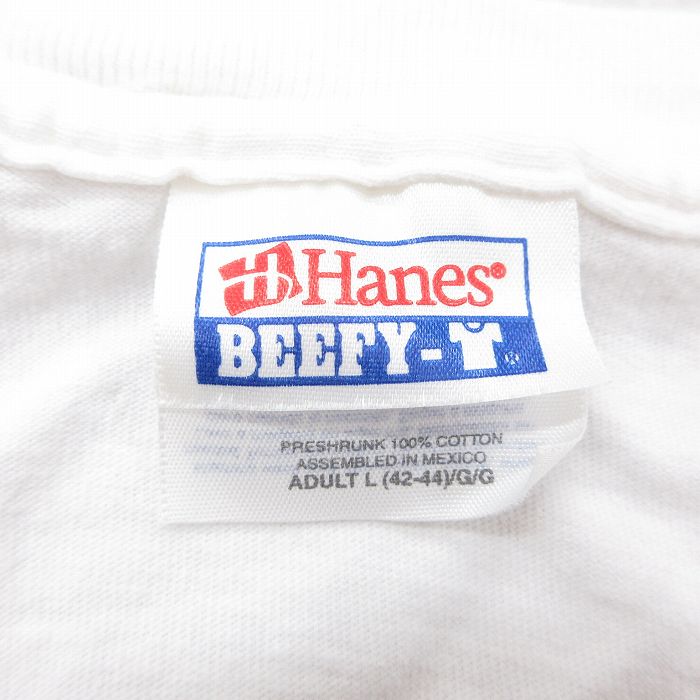 Hanes®
BEEFY-T®
PRESHRUNK 100% COTTON
ASSEMBLED IN MEXICO
ADULT L (42-44)/G/G